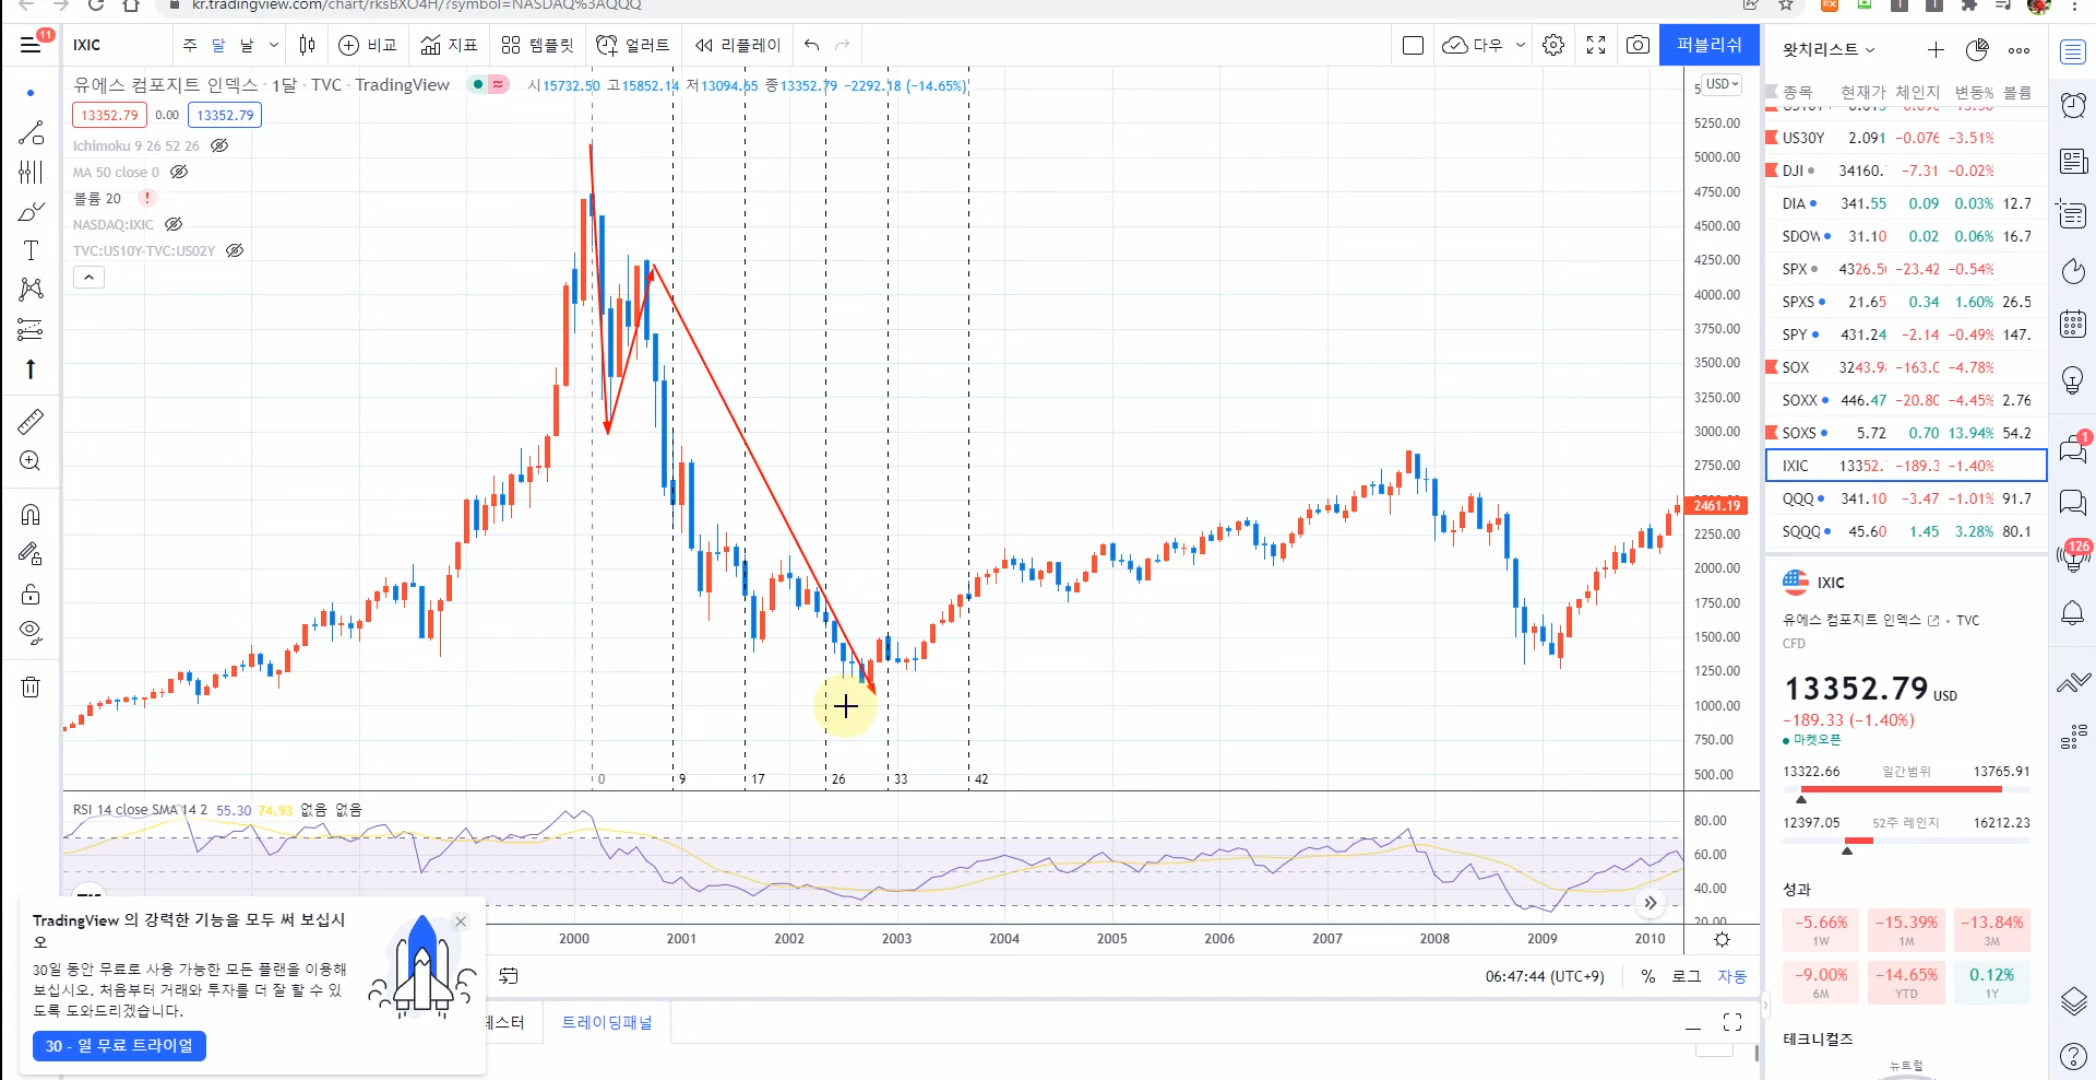 kr.tradingview.com/chart/rksBXO4H/?symbol=NASDAQ%3AQQQ
11
IXIC 주 달 날 비교 지표 템플릿 얼러트 리플레이 다우 퍼블리쉬
유에스 컴포지트 인덱스 · 1달 · TVC · TradingView 시15732.50 고15852.14 저13094.65 종13352.79 −2292.18 (−14.65%)
USD
13352.79 0.00 13352.79
Ichimoku 9 26 52 26
MA 50 close 0
볼륨 20 !
NASDAQ:IXIC
TVC:US10Y-TVC:US02Y
5250.00
5000.00
4750.00
4500.00
4250.00
4000.00
3750.00
3500.00
3250.00
3000.00
2750.00
2461.19
2250.00
2000.00
1750.00
1500.00
1250.00
1000.00
750.00
500.00
0 9 17 26 33 42
RSI 14 close SMA 14 2 55.30 74.93 없음 없음
80.00
60.00
40.00
20.00
2000 2001 2002 2003 2004 2005 2006 2007 2008 2009 2010
06:47:44 (UTC+9) % 로그 자동
테스터 트레이딩패널
TradingView 의 강력한 기능을 모두 써 보십시
오
30일 동안 무료로 사용 가능한 모든 플랜을 이용해
보십시오. 처음부터 거래와 투자를 더 잘 할 수 있
도록 도와드리겠습니다.
30 - 일 무료 트라이얼
왓치리스트
종목 현재가 체인지 변동% 볼륨
US30Y 2.091 −0.076 −3.51%
DJI 34160. −7.31 −0.02%
DIA 341.55 0.09 0.03% 12.7
SDOW 31.10 0.02 0.06% 16.7
SPX 4326.5 −23.42 −0.54%
SPXS 21.65 0.34 1.60% 26.5
SPY 431.24 −2.14 −0.49% 147.
SOX 3243.9 −163.0 −4.78%
SOXX 446.47 −20.80 −4.45% 2.76
SOXS 5.72 0.70 13.94% 54.2
IXIC 13352. −189.3 −1.40%
QQQ 341.10 −3.47 −1.01% 91.7
SQQQ 45.60 1.45 3.28% 80.1
IXIC
유에스 컴포지트 인덱스 • TVC
CFD
13352.79 USD
−189.33 (−1.40%)
마켓오픈
13322.66 일간범위 13765.91
12397.05 52주 레인지 16212.23
성과
−5.66% −15.39% −13.84%
1W 1M 3M
−9.00% −14.65% 0.12%
6M YTD 1Y
테크니컬즈
뉴트럴
1
126